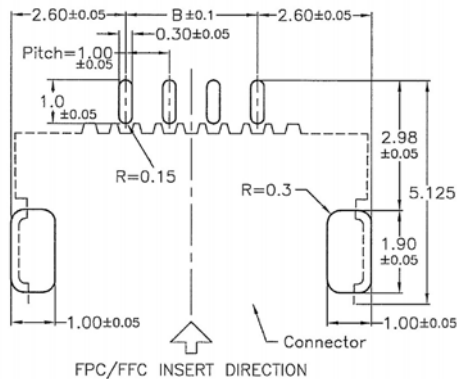 2.60±0.05
B±0.1
2.60±0.05
0.30±0.05
Pitch=1.00
±0.05
1.0
±0.05
2.98
±0.05
R=0.15
R=0.3
5.125
1.90
±0.05
1.00±0.05
1.00±0.05
Connector
FPC/FFC INSERT DIRECTION